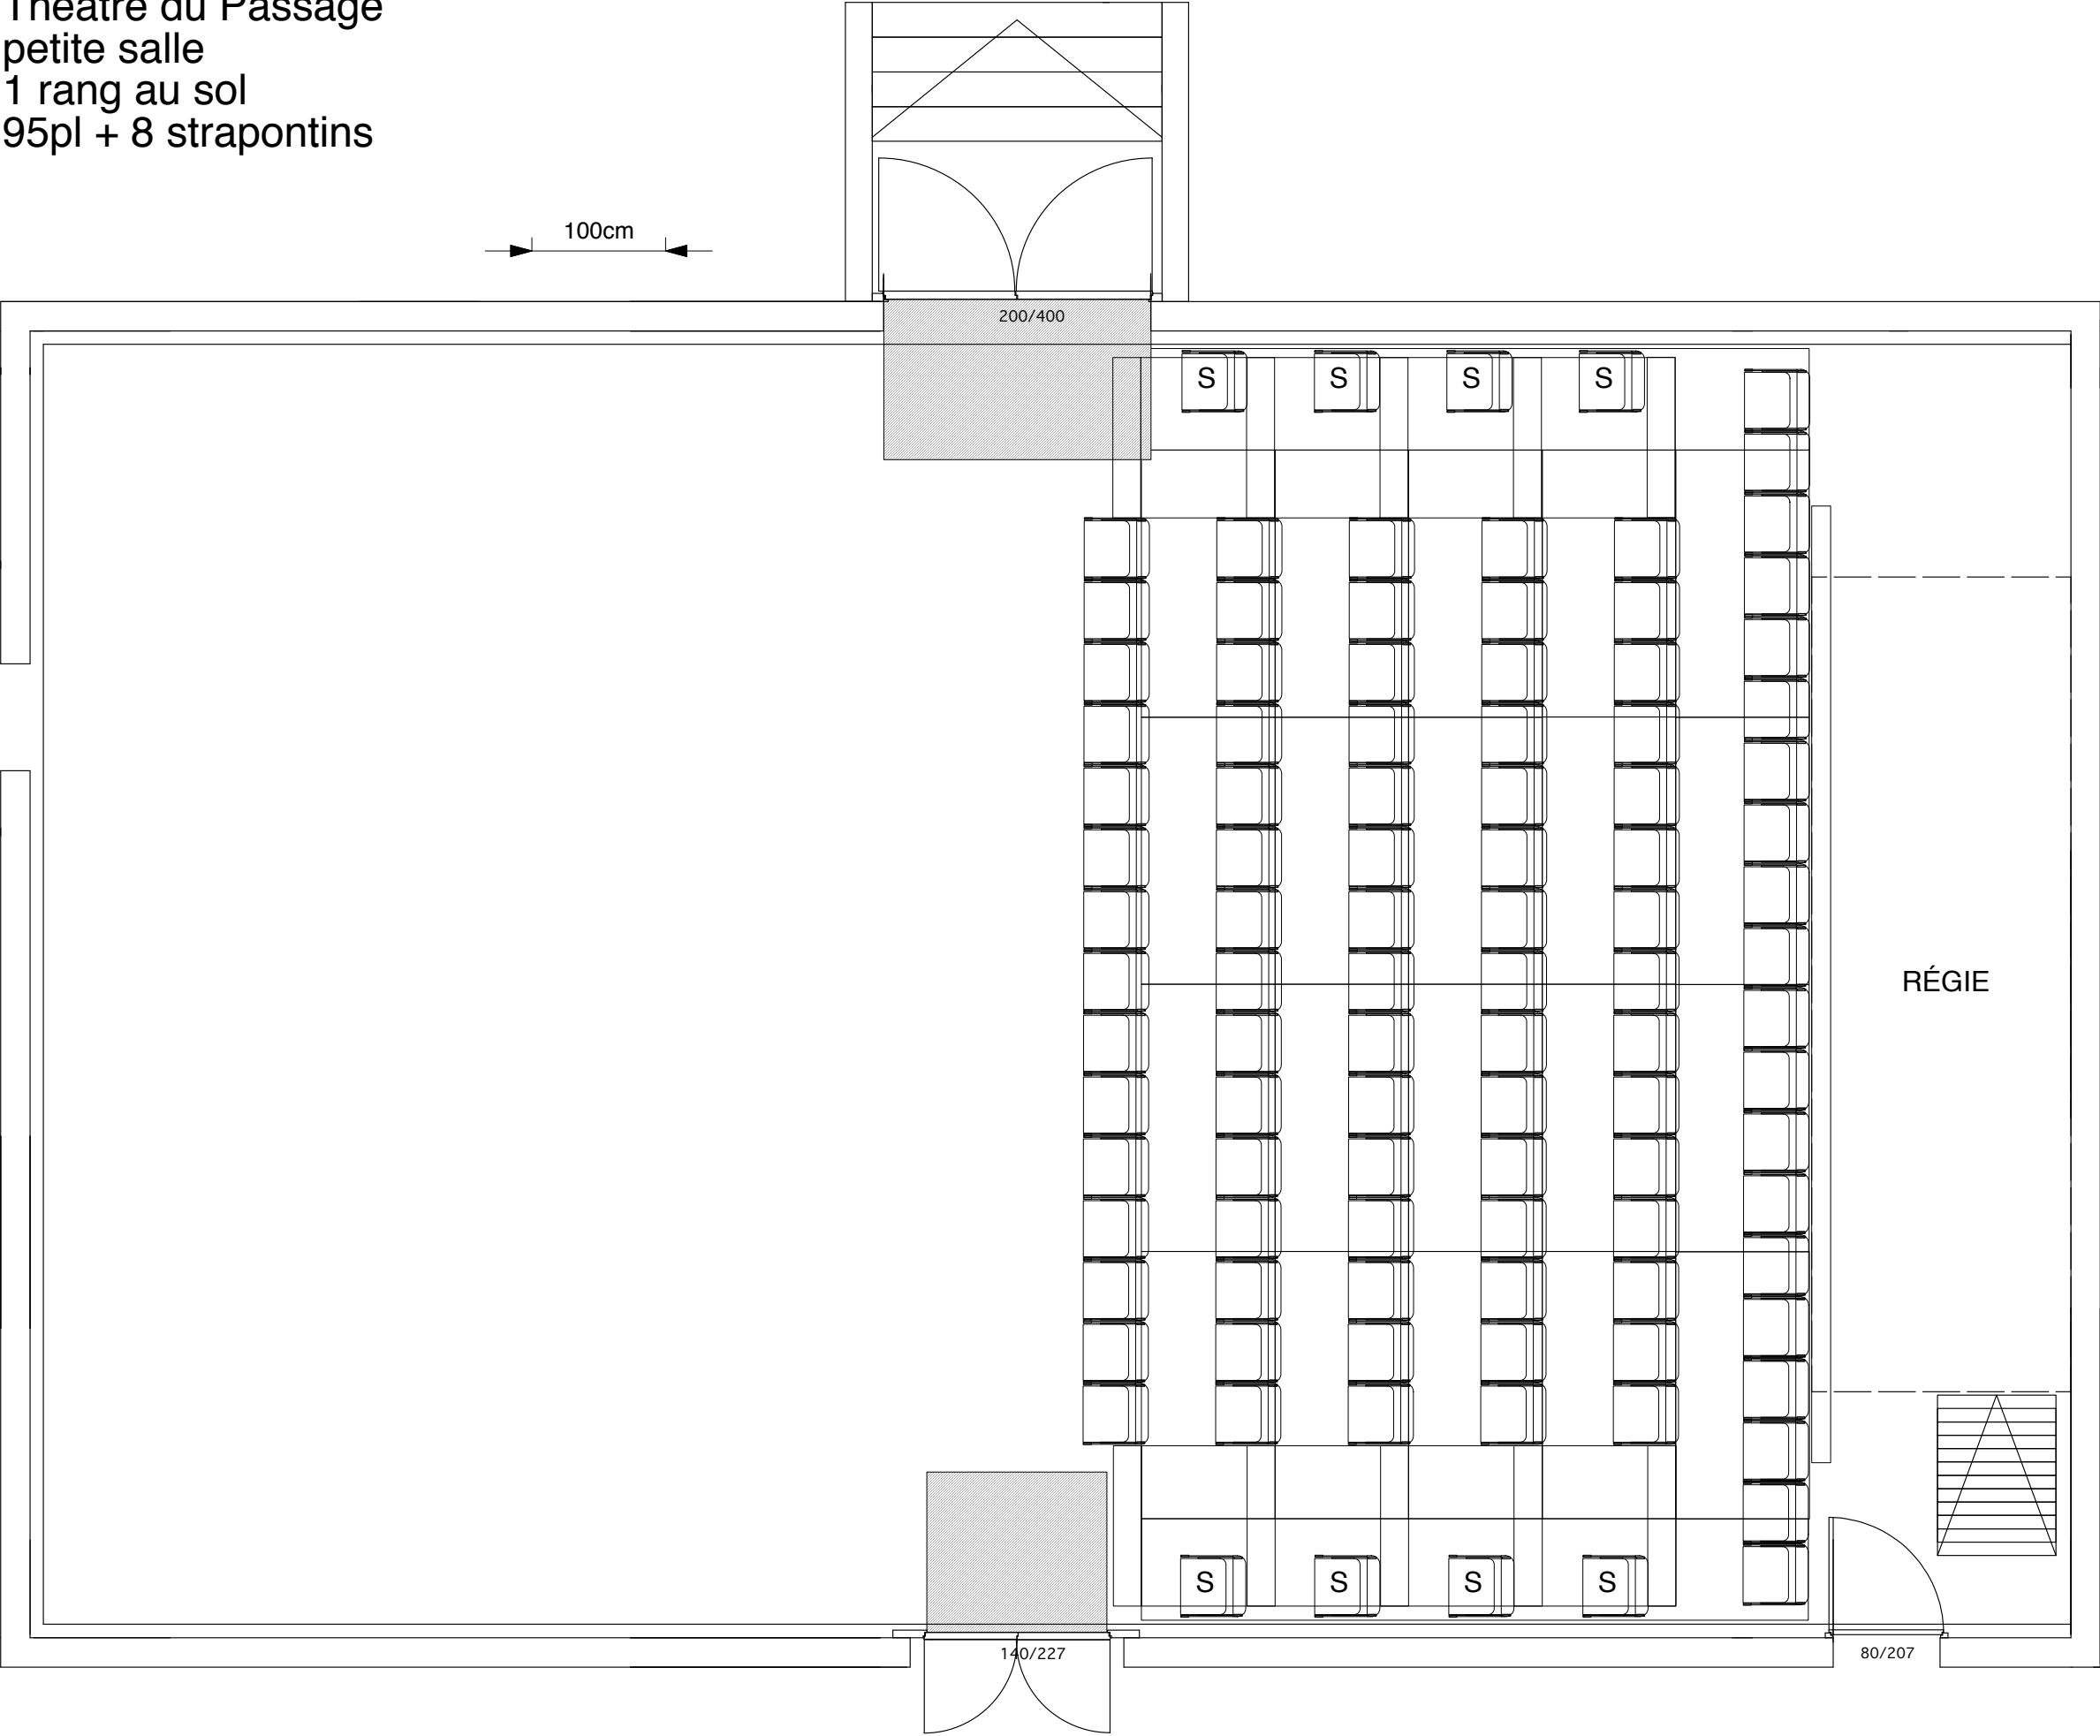 Théâtre du Passage
petite salle
1 rang au sol
95pl + 8 strapontins
100cm
200/400
S S S S
RÉGIE
S S S S
140/227
80/207